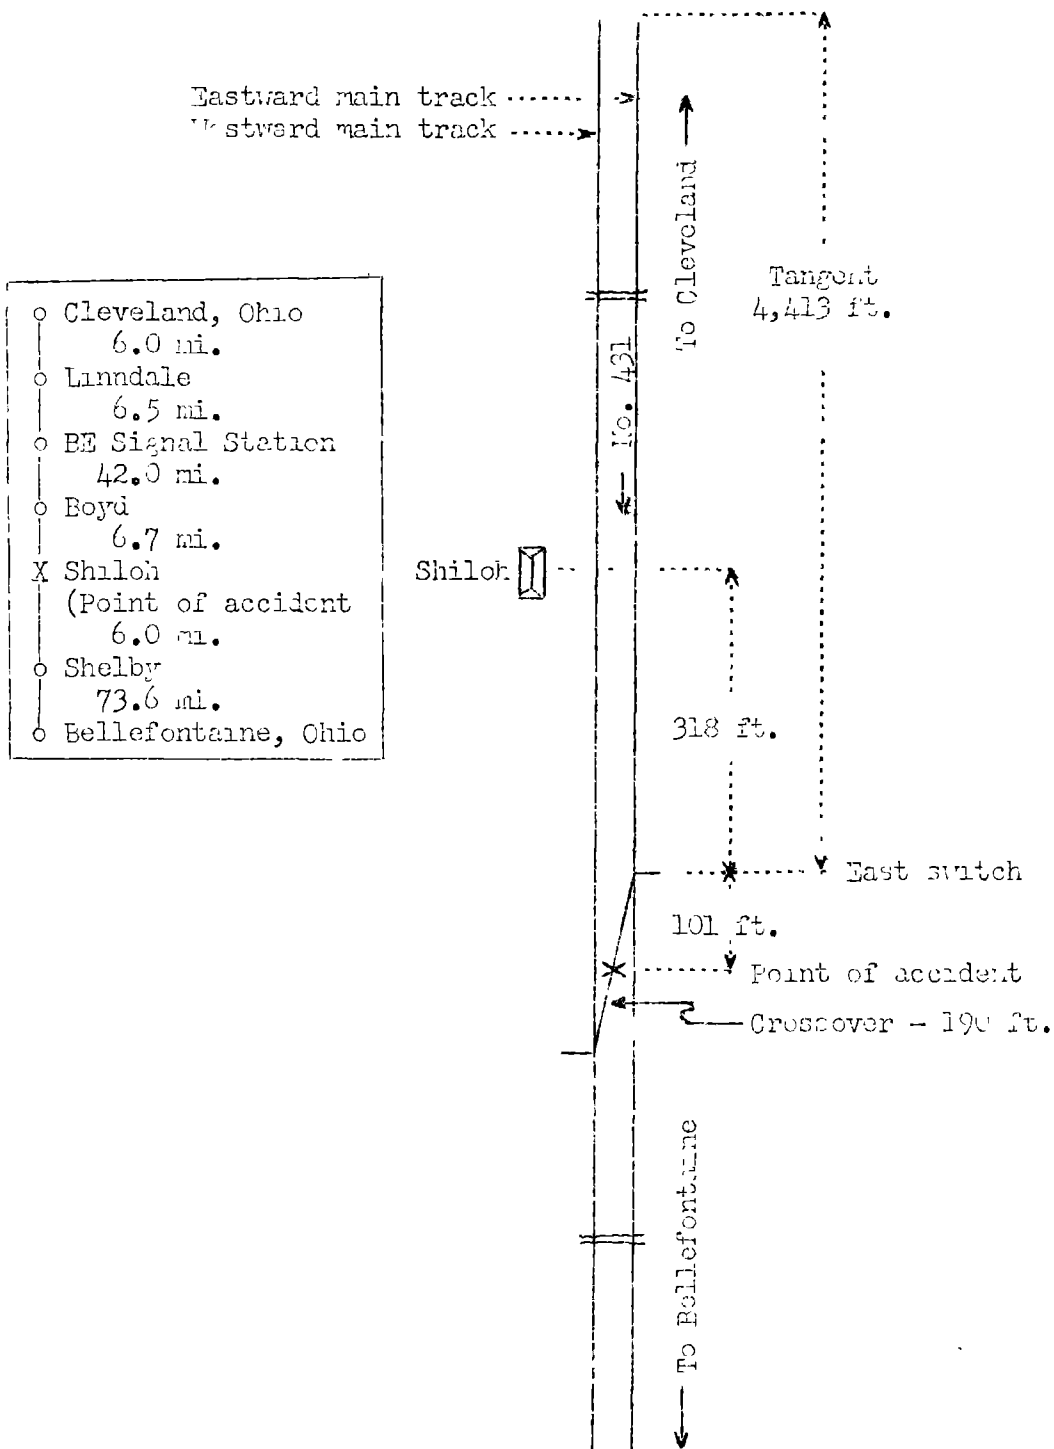 Eastward main track
stward main track
To Cleveland
Tangent
4,413 ft.
Cleveland, Ohio
6.0 mi.
Linndale
6.5 mi.
BE Signal Station
42.0 mi.
Boyd
6.7 mi.
X Shiloh
(Point of accident
6.0 mi.
Shelby
73.6 mi.
Bellefontaine, Ohio
No. 431
Shiloh
318 ft.
East switch
101 ft.
Point of accident
Crossover - 190 ft.
To Bellefontaine